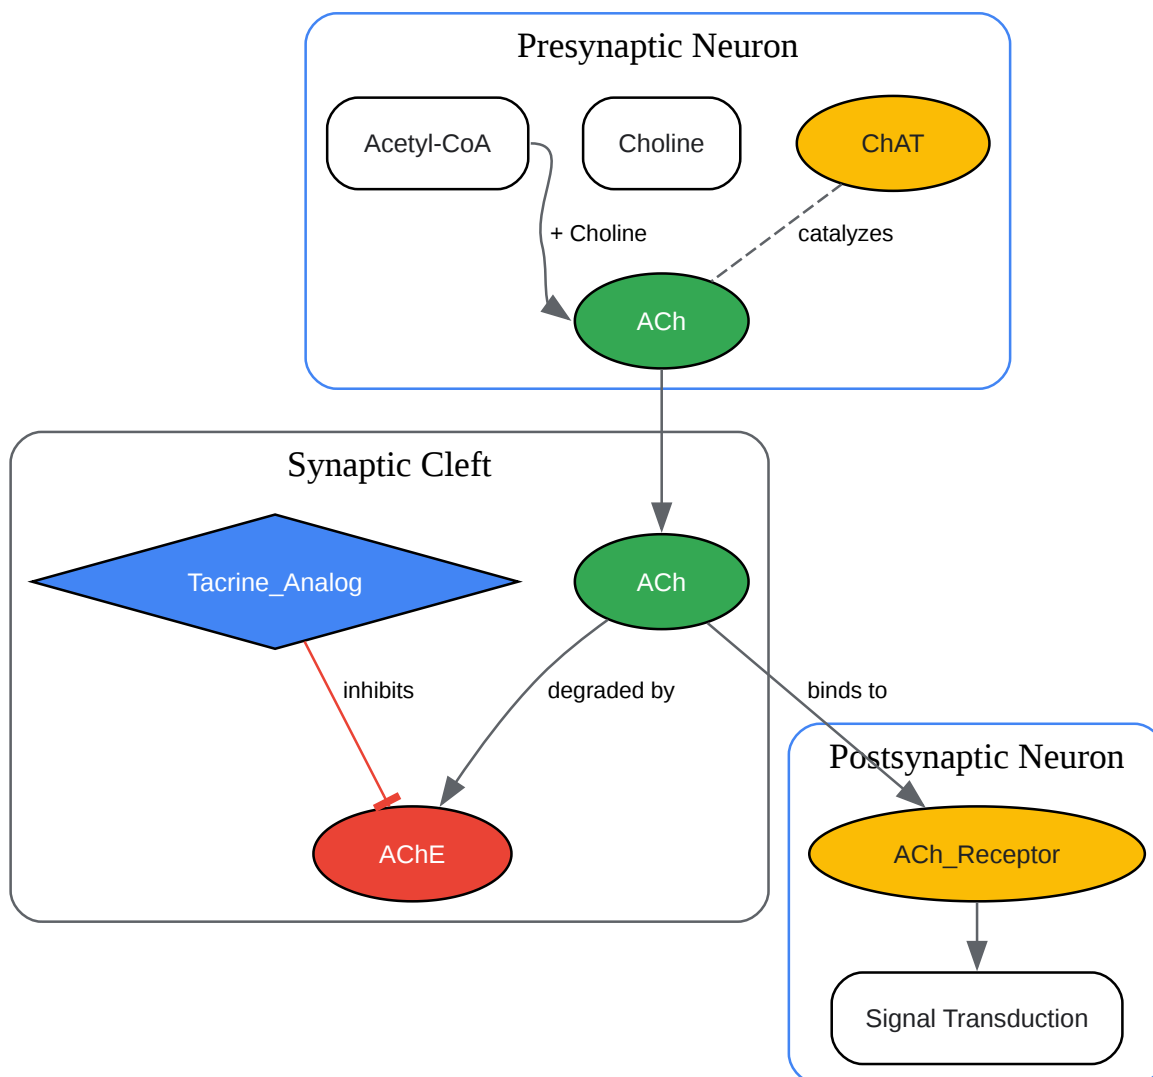 Presynaptic Neuron
Acetyl-CoA
Choline
ChAT
+ Choline
catalyzes
ACh
Synaptic Cleft
Tacrine_Analog
ACh
inhibits
degraded by
binds to
Postsynaptic Neuron
AChE
ACh_Receptor
Signal Transduction